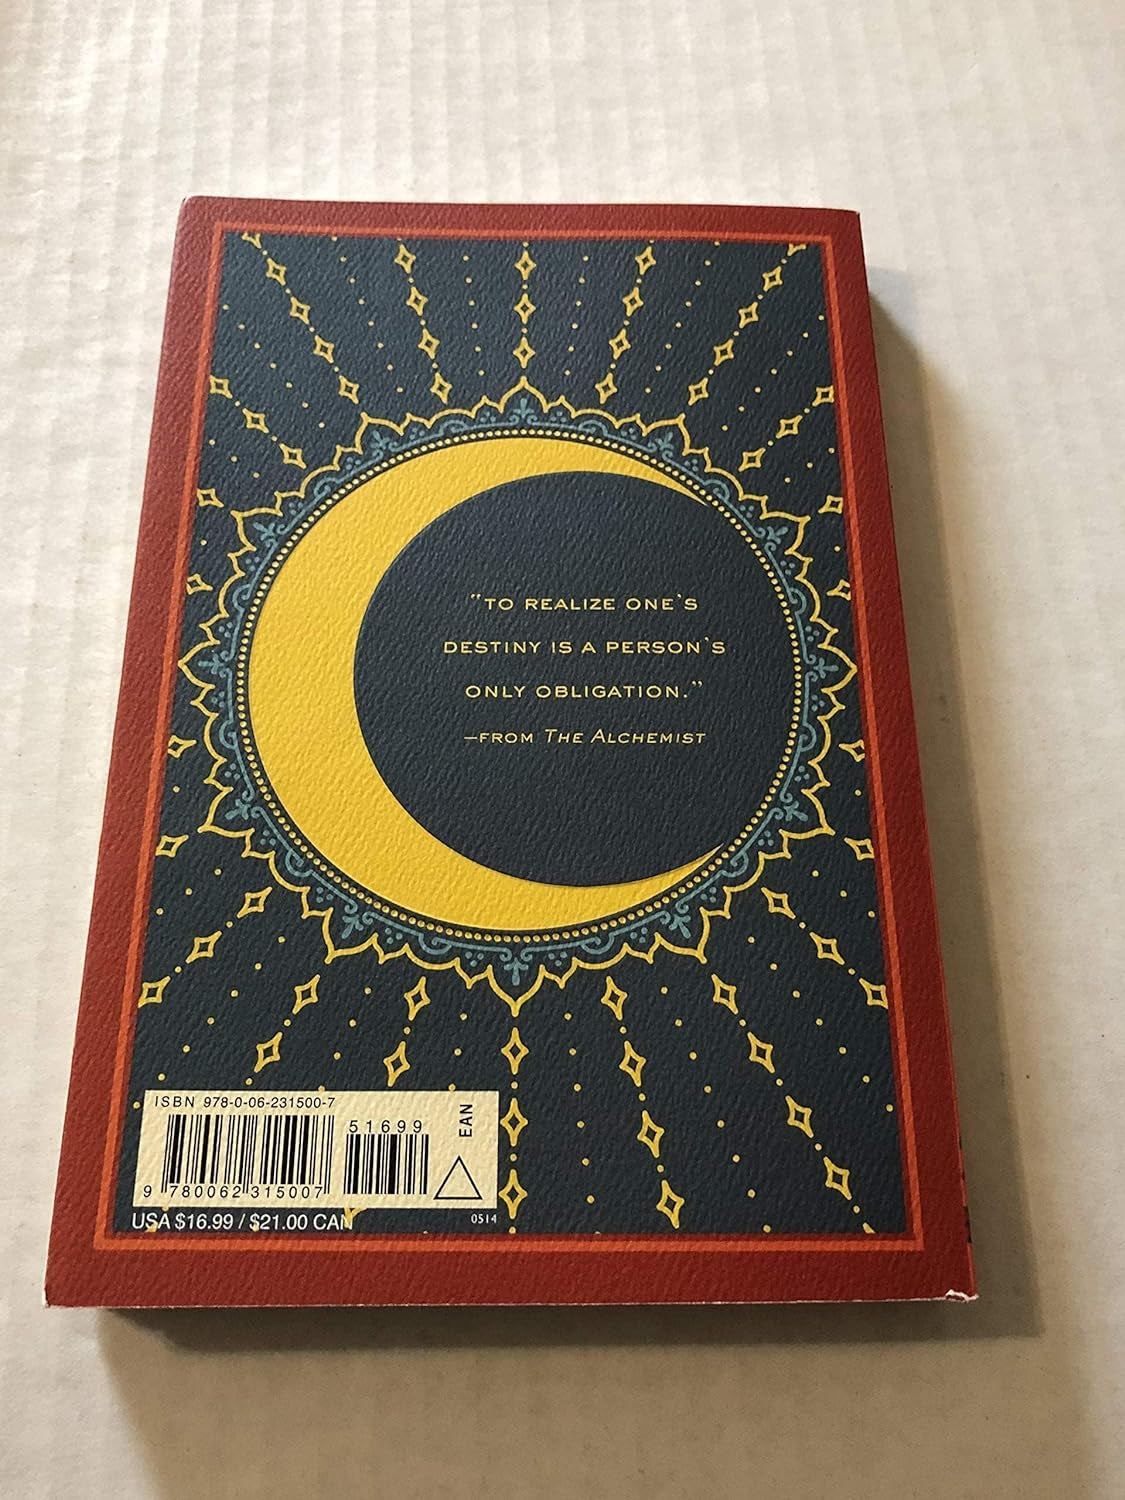 "TO REALIZE ONE'S
DESTINY IS A PERSON'S
ONLY OBLIGATION."
—FROM THE ALCHEMIST
ISBN 978-0-06-231500-7
51699
EAN
9 780062 315007
USA $16.99 / $21.00 CAN
0514